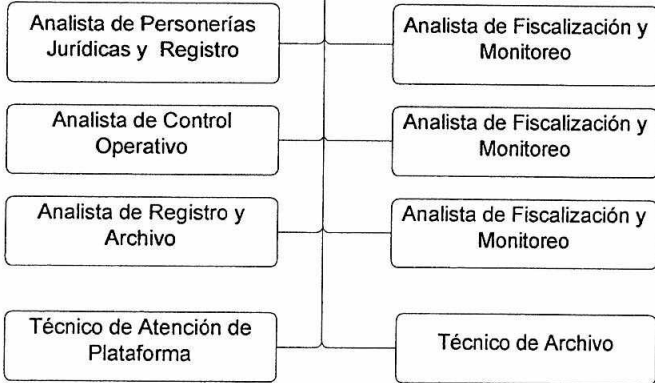 Analista de Personerías
Jurídicas y Registro
Analista de Fiscalización y
Monitoreo
Analista de Control
Operativo
Analista de Fiscalización y
Monitoreo
Analista de Registro y
Archivo
Analista de Fiscalización y
Monitoreo
Técnico de Atención de
Plataforma
Técnico de Archivo